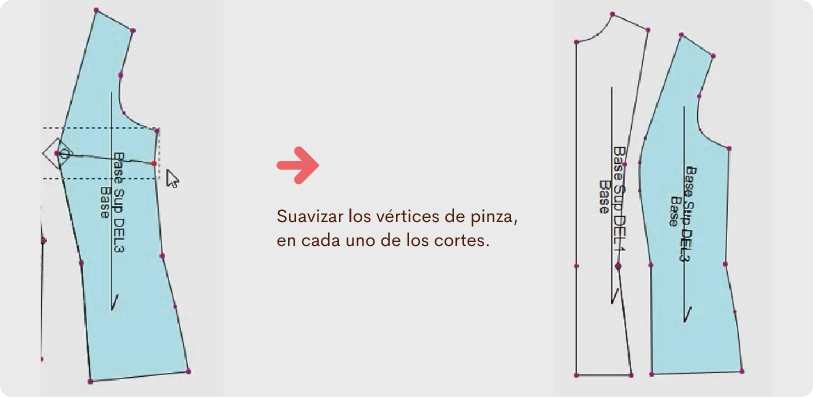 Base Sup DEL3
Base
Suavizar los vértices de pinza,
en cada uno de los cortes.
Base Sup DEL1
Base
Base Sup DEL3
Base